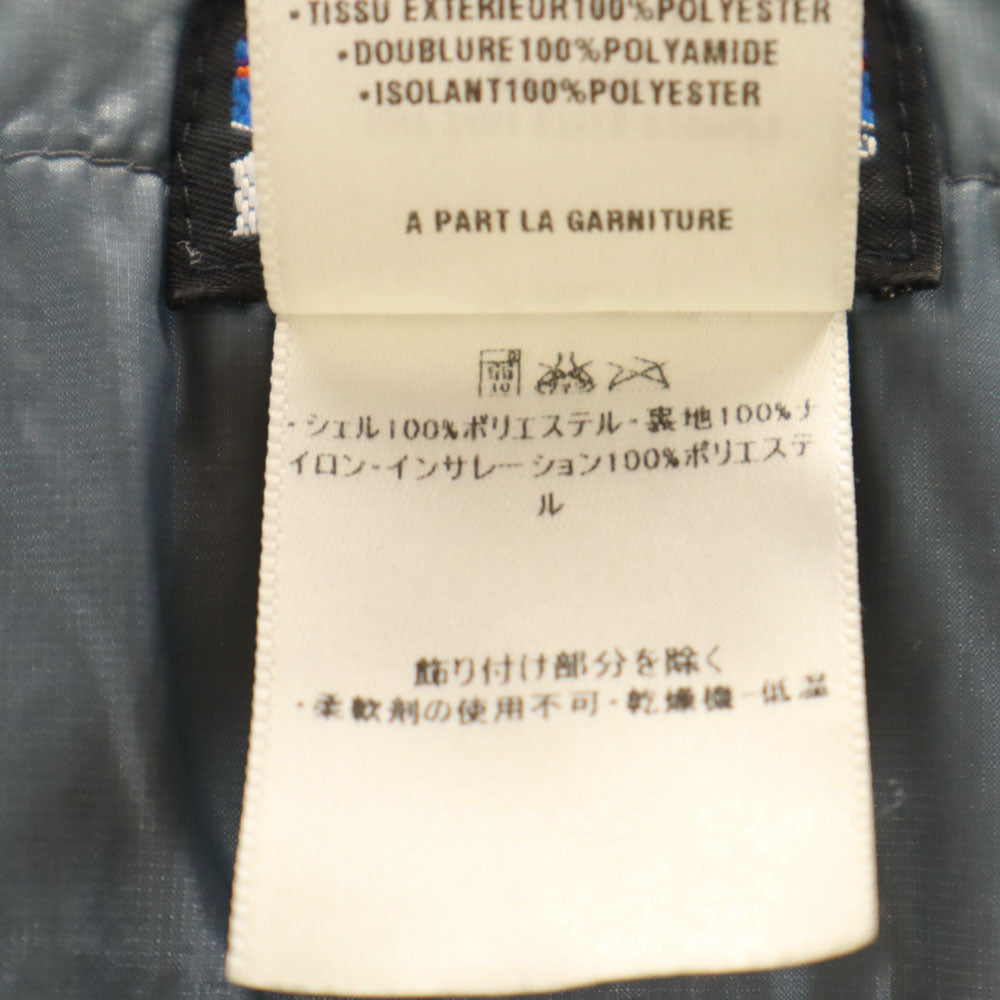 •TISSU EXTERIEUR100%POLYESTER
•DOUBLURE100%POLYAMIDE
•ISOLANT100%POLYESTER
A PART LA GARNITURE
・シェル100%ポリエステル・裏地100%ナ
イロン・インサレーション100%ポリエステ
ル
飾り付け部分を除く
・柔軟剤の使用不可・乾燥機−低温